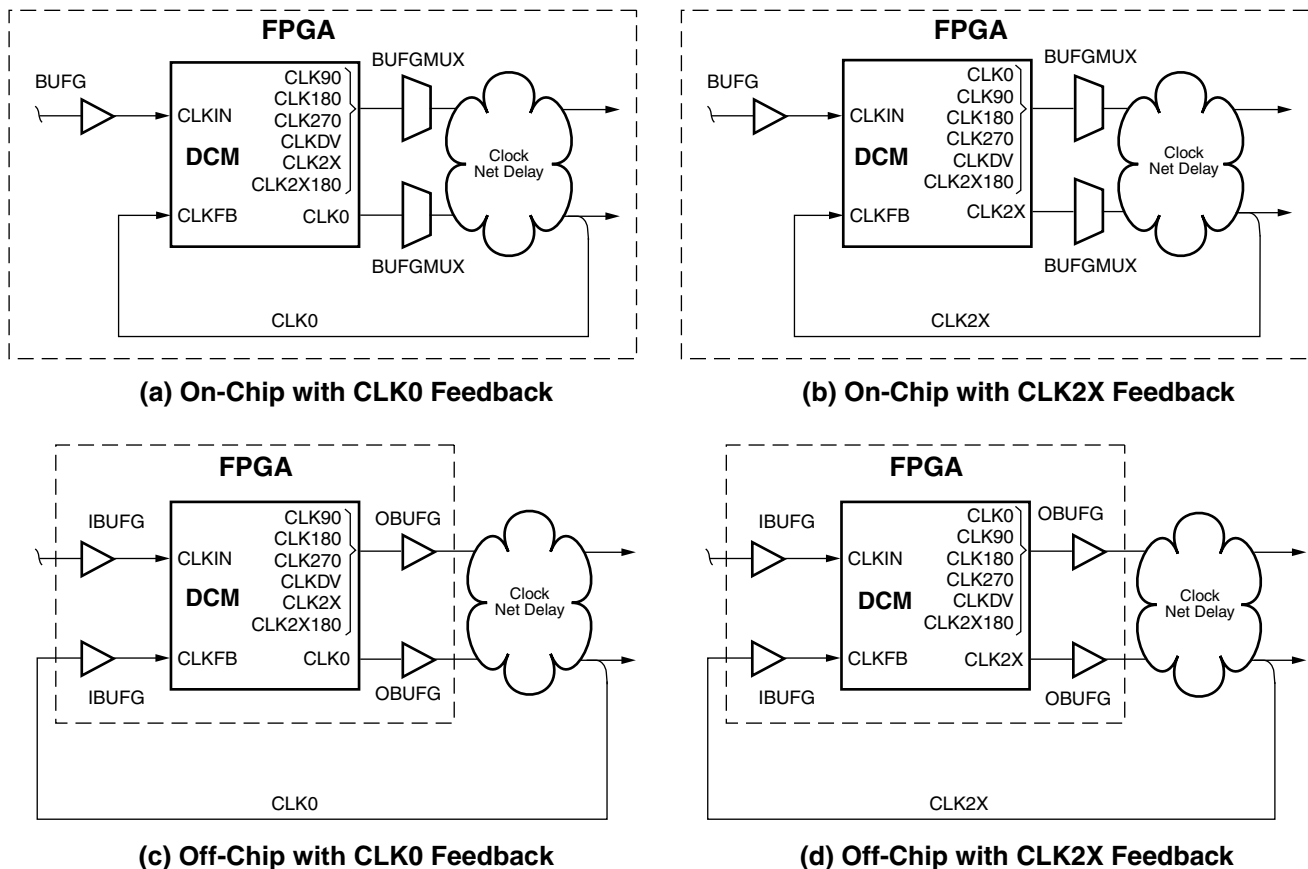 FPGA
BUFG
CLKIN
DCM
CLKFB
CLK90
CLK180
CLK270
CLKDV
CLK2X
CLK2X180
CLK0
BUFGMUX
BUFGMUX
Clock
Net Delay
CLK0
(a) On-Chip with CLK0 Feedback
FPGA
BUFG
CLKIN
DCM
CLKFB
CLK0
CLK90
CLK180
CLK270
CLKDV
CLK2X180
CLK2X
BUFGMUX
BUFGMUX
Clock
Net Delay
CLK2X
(b) On-Chip with CLK2X Feedback
FPGA
IBUFG
IBUFG
CLKIN
DCM
CLKFB
CLK90
CLK180
CLK270
CLKDV
CLK2X
CLK2X180
CLK0
OBUFG
OBUFG
Clock
Net Delay
CLK0
(c) Off-Chip with CLK0 Feedback
FPGA
IBUFG
IBUFG
CLKIN
DCM
CLKFB
CLK0
CLK90
CLK180
CLK270
CLKDV
CLK2X180
CLK2X
OBUFG
OBUFG
Clock
Net Delay
CLK2X
(d) Off-Chip with CLK2X Feedback